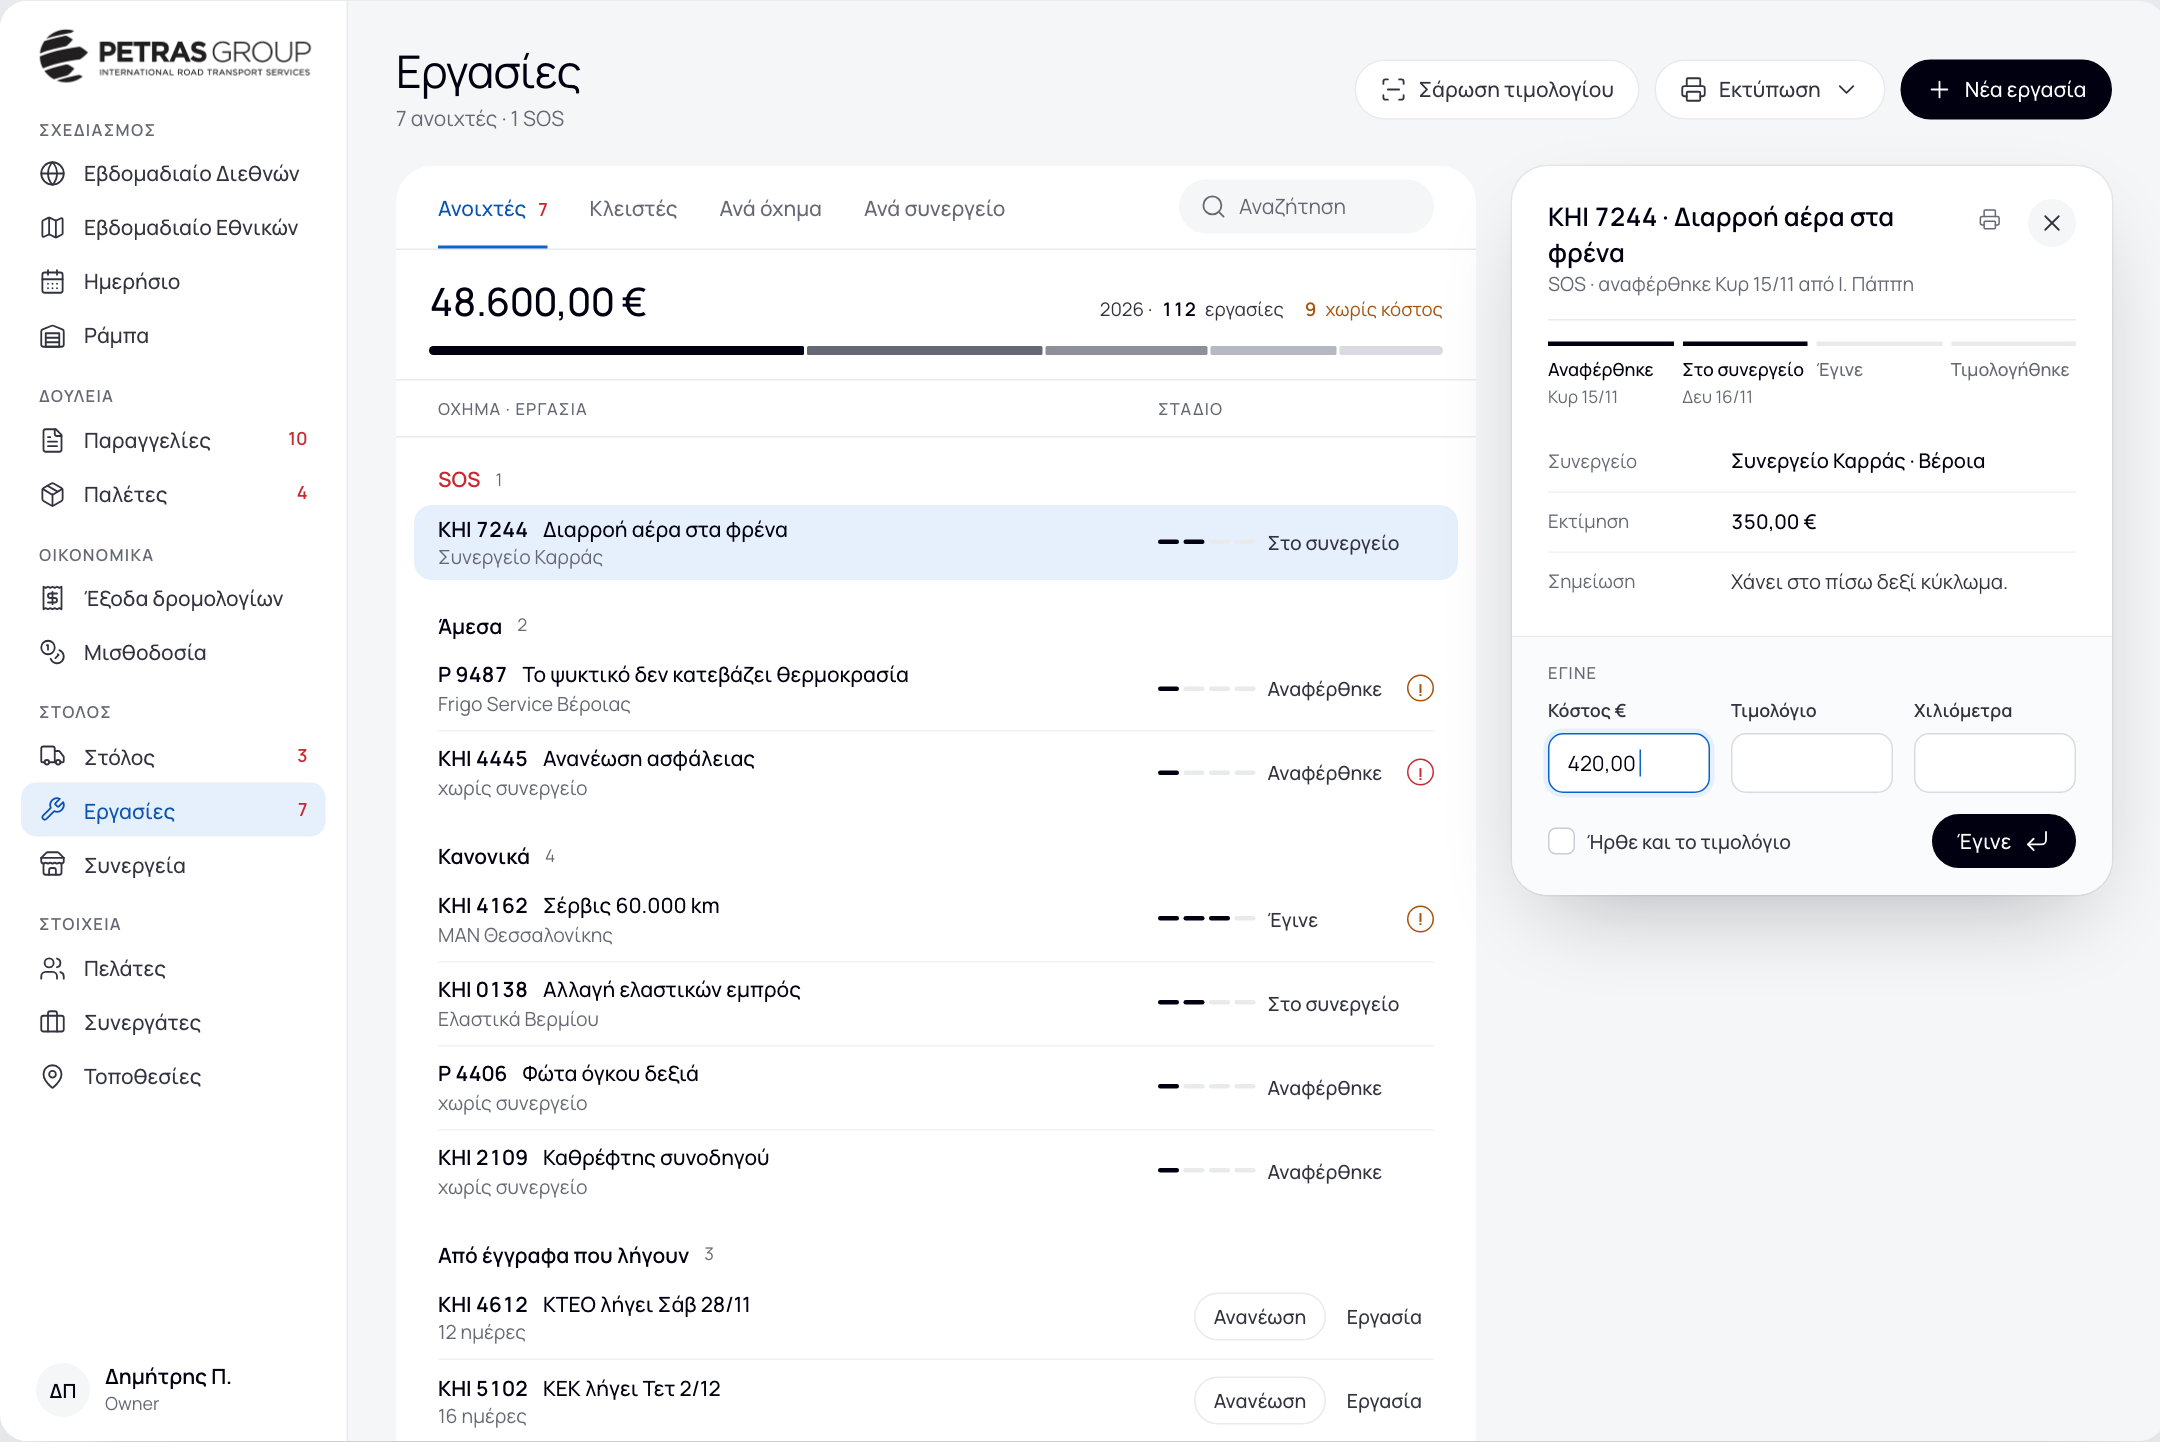 PETRAS GROUP
INTERNATIONAL ROAD TRANSPORT SERVICES
ΣΧΕΔΙΑΣΜΟΣ
Εβδομαδιαίο Διεθνών
Εβδομαδιαίο Εθνικών
Ημερήσιο
Ράμπα
ΔΟΥΛΕΙΑ
Παραγγελίες 10
Παλέτες 4
ΟΙΚΟΝΟΜΙΚΑ
Έξοδα δρομολογίων
Μισθοδοσία
ΣΤΟΛΟΣ
Στόλος 3
Εργασίες 7
Συνεργεία
ΣΤΟΙΧΕΙΑ
Πελάτες
Συνεργάτες
Τοποθεσίες
ΔΠ
Δημήτρης Π.
Owner
Εργασίες
7 ανοιχτές · 1 SOS
Σάρωση τιμολογίου
Εκτύπωση
Νέα εργασία
Ανοιχτές 7 Κλειστές Ανά όχημα Ανά συνεργείο
Αναζήτηση
48.600,00 €
2026 · 112 εργασίες 9 χωρίς κόστος
ΟΧΗΜΑ · ΕΡΓΑΣΙΑ ΣΤΑΔΙΟ
SOS 1
KHI 7244 Διαρροή αέρα στα φρένα
Συνεργείο Καρράς
Στο συνεργείο
Άμεσα 2
P 9487 Το ψυκτικό δεν κατεβάζει θερμοκρασία
Frigo Service Βέροιας
Αναφέρθηκε
KHI 4445 Ανανέωση ασφάλειας
χωρίς συνεργείο
Αναφέρθηκε
Κανονικά 4
KHI 4162 Σέρβις 60.000 km
MAN Θεσσαλονίκης
Έγινε
KHI 0138 Αλλαγή ελαστικών εμπρός
Ελαστικά Βερμίου
Στο συνεργείο
P 4406 Φώτα όγκου δεξιά
χωρίς συνεργείο
Αναφέρθηκε
KHI 2109 Καθρέφτης συνοδηγού
χωρίς συνεργείο
Αναφέρθηκε
Από έγγραφα που λήγουν 3
KHI 4612 ΚΤΕΟ λήγει Σάβ 28/11
12 ημέρες
Ανανέωση Εργασία
KHI 5102 ΚΕΚ λήγει Τετ 2/12
16 ημέρες
Ανανέωση Εργασία
KHI 7244 · Διαρροή αέρα στα
φρένα
SOS · αναφέρθηκε Κυρ 15/11 από Ι. Πάππη
Αναφέρθηκε Στο συνεργείο Έγινε Τιμολογήθηκε
Κυρ 15/11 Δευ 16/11
Συνεργείο Συνεργείο Καρράς · Βέροια
Εκτίμηση 350,00 €
Σημείωση Χάνει στο πίσω δεξί κύκλωμα.
ΕΓΙΝΕ
Κόστος € Τιμολόγιο Χιλιόμετρα
420,00
Ήρθε και το τιμολόγιο
Έγινε